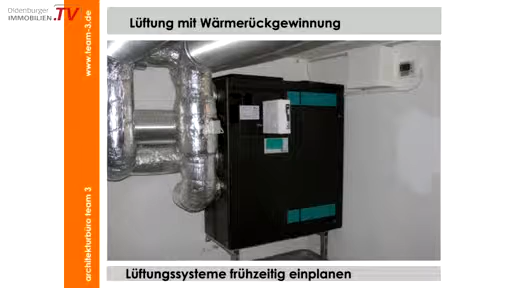 Oldenburger
IMMOBILIEN.TV
Lüftung mit Wärmerückgewinnung
www.team-3.de
architekturbüro team 3
Lüftungssysteme frühzeitig einplanen